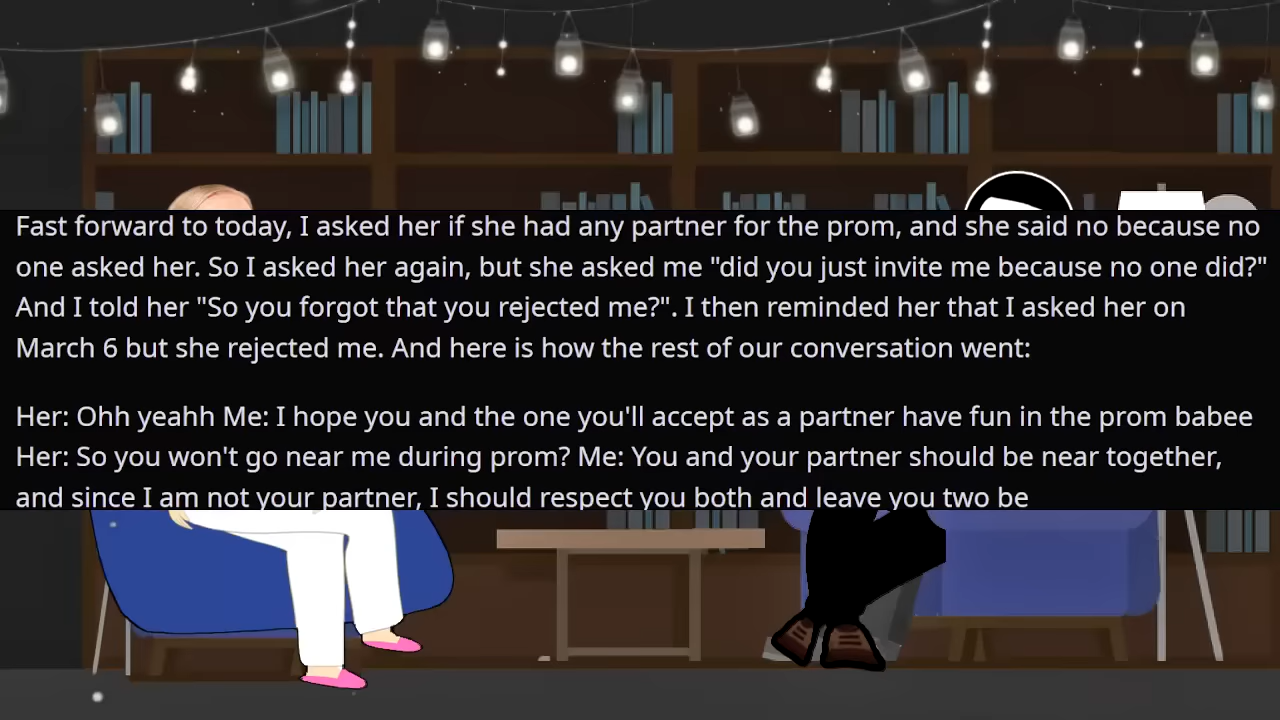 Fast forward to today, I asked her if she had any partner for the prom, and she said no because no
one asked her. So I asked her again, but she asked me "did you just invite me because no one did?"
And I told her "So you forgot that you rejected me?". I then reminded her that I asked her on
March 6 but she rejected me. And here is how the rest of our conversation went:
Her: Ohh yeahh Me: I hope you and the one you'll accept as a partner have fun in the prom babee
Her: So you won't go near me during prom? Me: You and your partner should be near together,
and since I am not your partner, I should respect you both and leave you two be